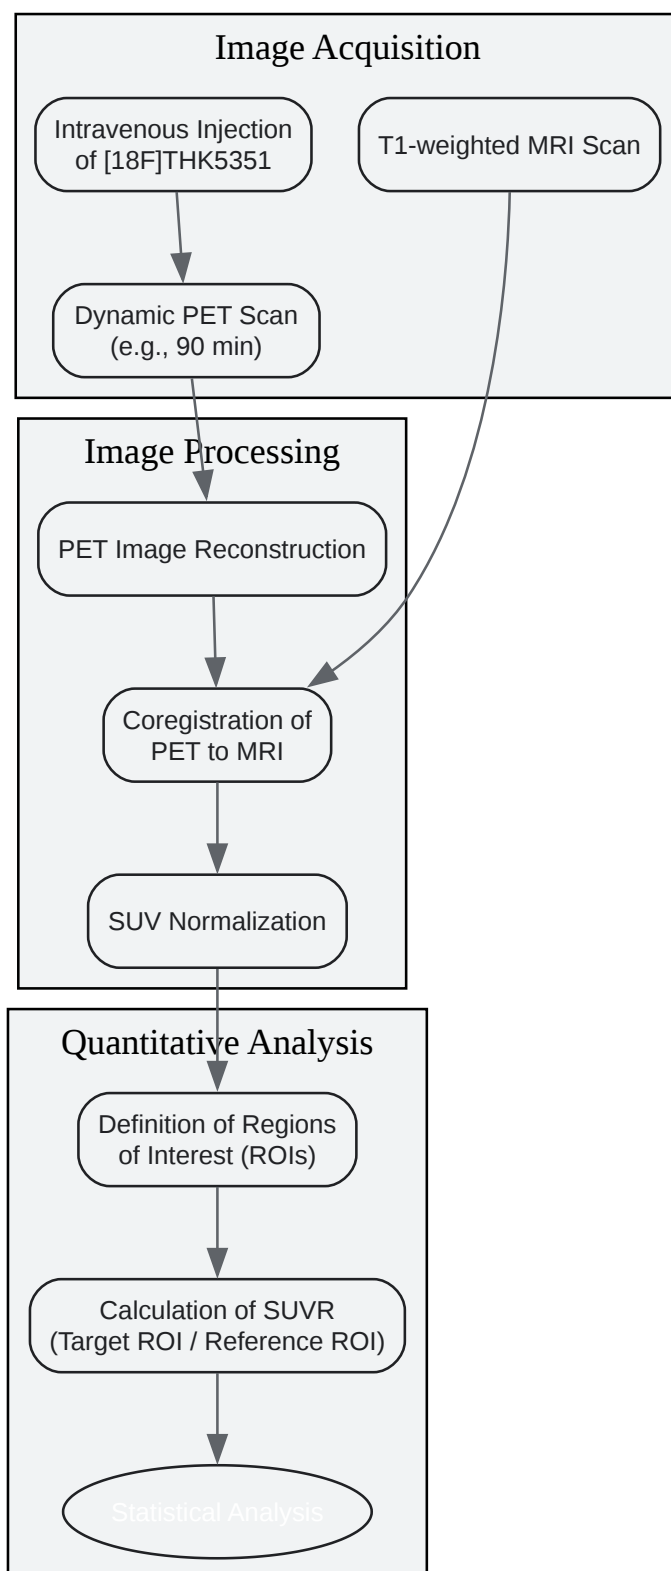 Image Acquisition
Intravenous Injection
of [18F]THK5351
T1-weighted MRI Scan
Dynamic PET Scan
(e.g., 90 min)
Image Processing
PET Image Reconstruction
Coregistration of
PET to MRI
SUV Normalization
Quantitative Analysis
Definition of Regions
of Interest (ROIs)
Calculation of SUVR
(Target ROI / Reference ROI)
Statistical Analysis